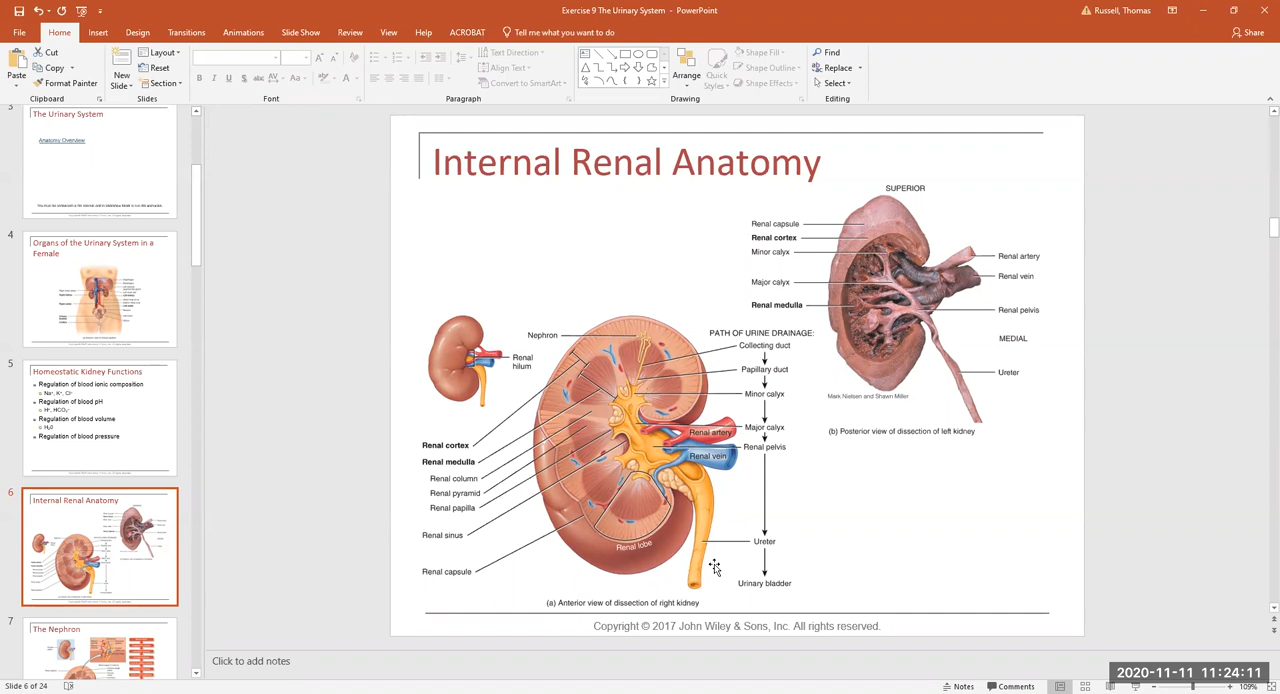 Exercise 9 The Urinary System - PowerPoint
Russell, Thomas
File Home Insert Design Transitions Animations Slide Show Review View Help ACROBAT Tell me what you want to do
Share
Paste
Cut
Copy
Format Painter
Clipboard
New Slide
Layout
Reset
Section
Slides
Font
Text Direction
Align Text
Convert to SmartArt
Paragraph
Arrange
Quick Styles
Shape Fill
Shape Outline
Shape Effects
Drawing
Find
Replace
Select
Editing
3
The Urinary System
Anatomy Overview
4
Organs of the Urinary System in a
Female
5
Homeostatic Kidney Functions
Regulation of blood ionic composition
Na+, K+, Cl-
Regulation of blood pH
H+, HCO3-
Regulation of blood volume
H20
Regulation of blood pressure
6
Internal Renal Anatomy
7
The Nephron
Internal Renal Anatomy
SUPERIOR
Renal capsule
Renal cortex
Minor calyx
Major calyx
Renal medulla
Renal artery
Renal vein
Renal pelvis
MEDIAL
Ureter
Mark Nielsen and Shawn Miller
(b) Posterior view of dissection of left kidney
Renal
hilum
Nephron
PATH OF URINE DRAINAGE:
Collecting duct
Papillary duct
Minor calyx
Major calyx
Renal pelvis
Ureter
Urinary bladder
Renal artery
Renal vein
Renal cortex
Renal medulla
Renal column
Renal pyramid
Renal papilla
Renal sinus
Renal capsule
Renal lobe
(a) Anterior view of dissection of right kidney
Copyright © 2017 John Wiley & Sons, Inc. All rights reserved.
Click to add notes
2020-11-11 11:24:11
Slide 6 of 24
Notes
Comments
109%